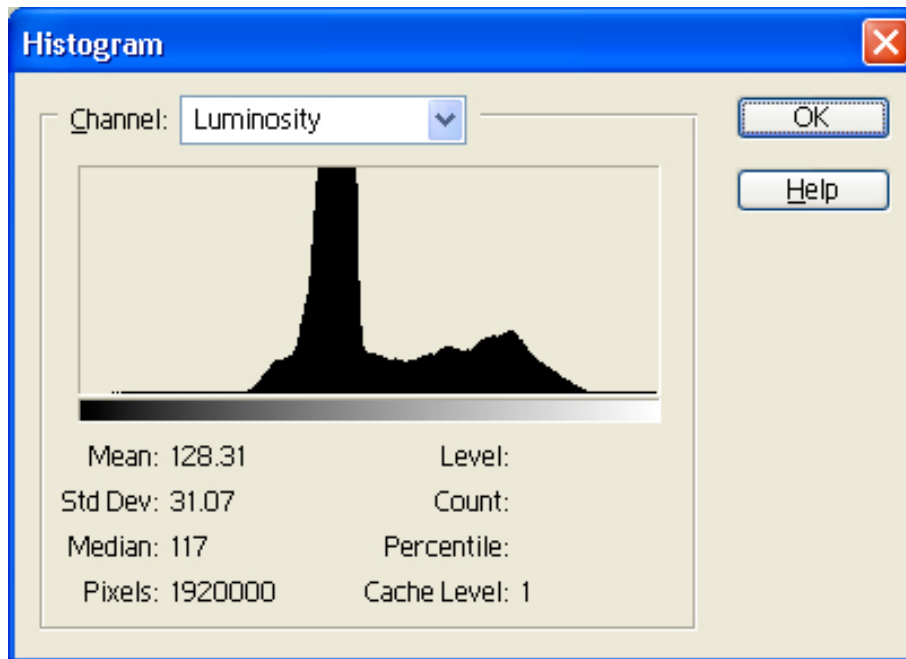 Histogram
Channel: Luminosity
OK
Help
Mean: 128.31 Level:
Std Dev: 31.07 Count:
Median: 117 Percentile:
Pixels: 1920000 Cache Level: 1